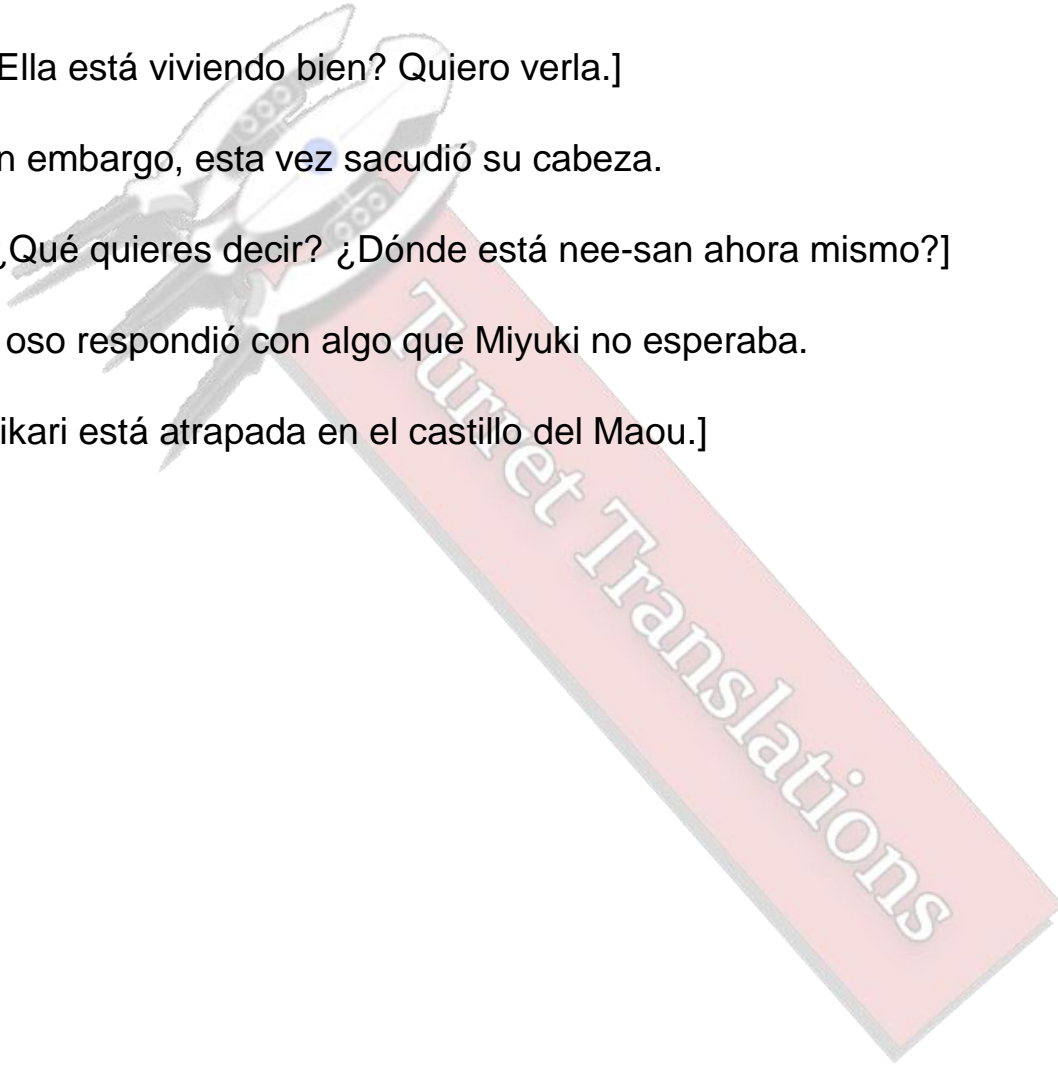 Ella está viviendo bien? Quiero verla.]
n embargo, esta vez sacudió su cabeza.
¿Qué quieres decir? ¿Dónde está nee-san ahora mismo?]
oso respondió con algo que Miyuki no esperaba.
ikari está atrapada en el castillo del Maou.]
Turret Translations